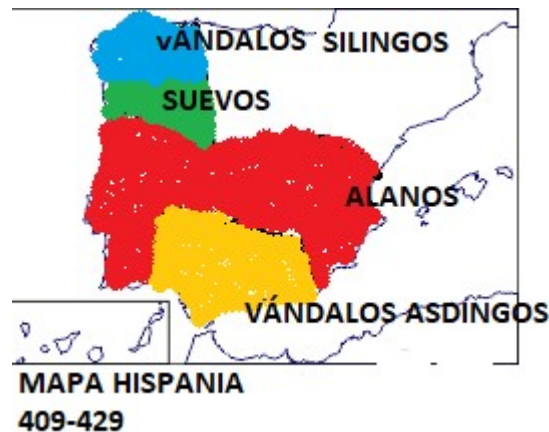 vÁNDALOS SILINGOS
SUEVOS
ALANOS
VÁNDALOS ASDINGOS
MAPA HISPANIA
409-429